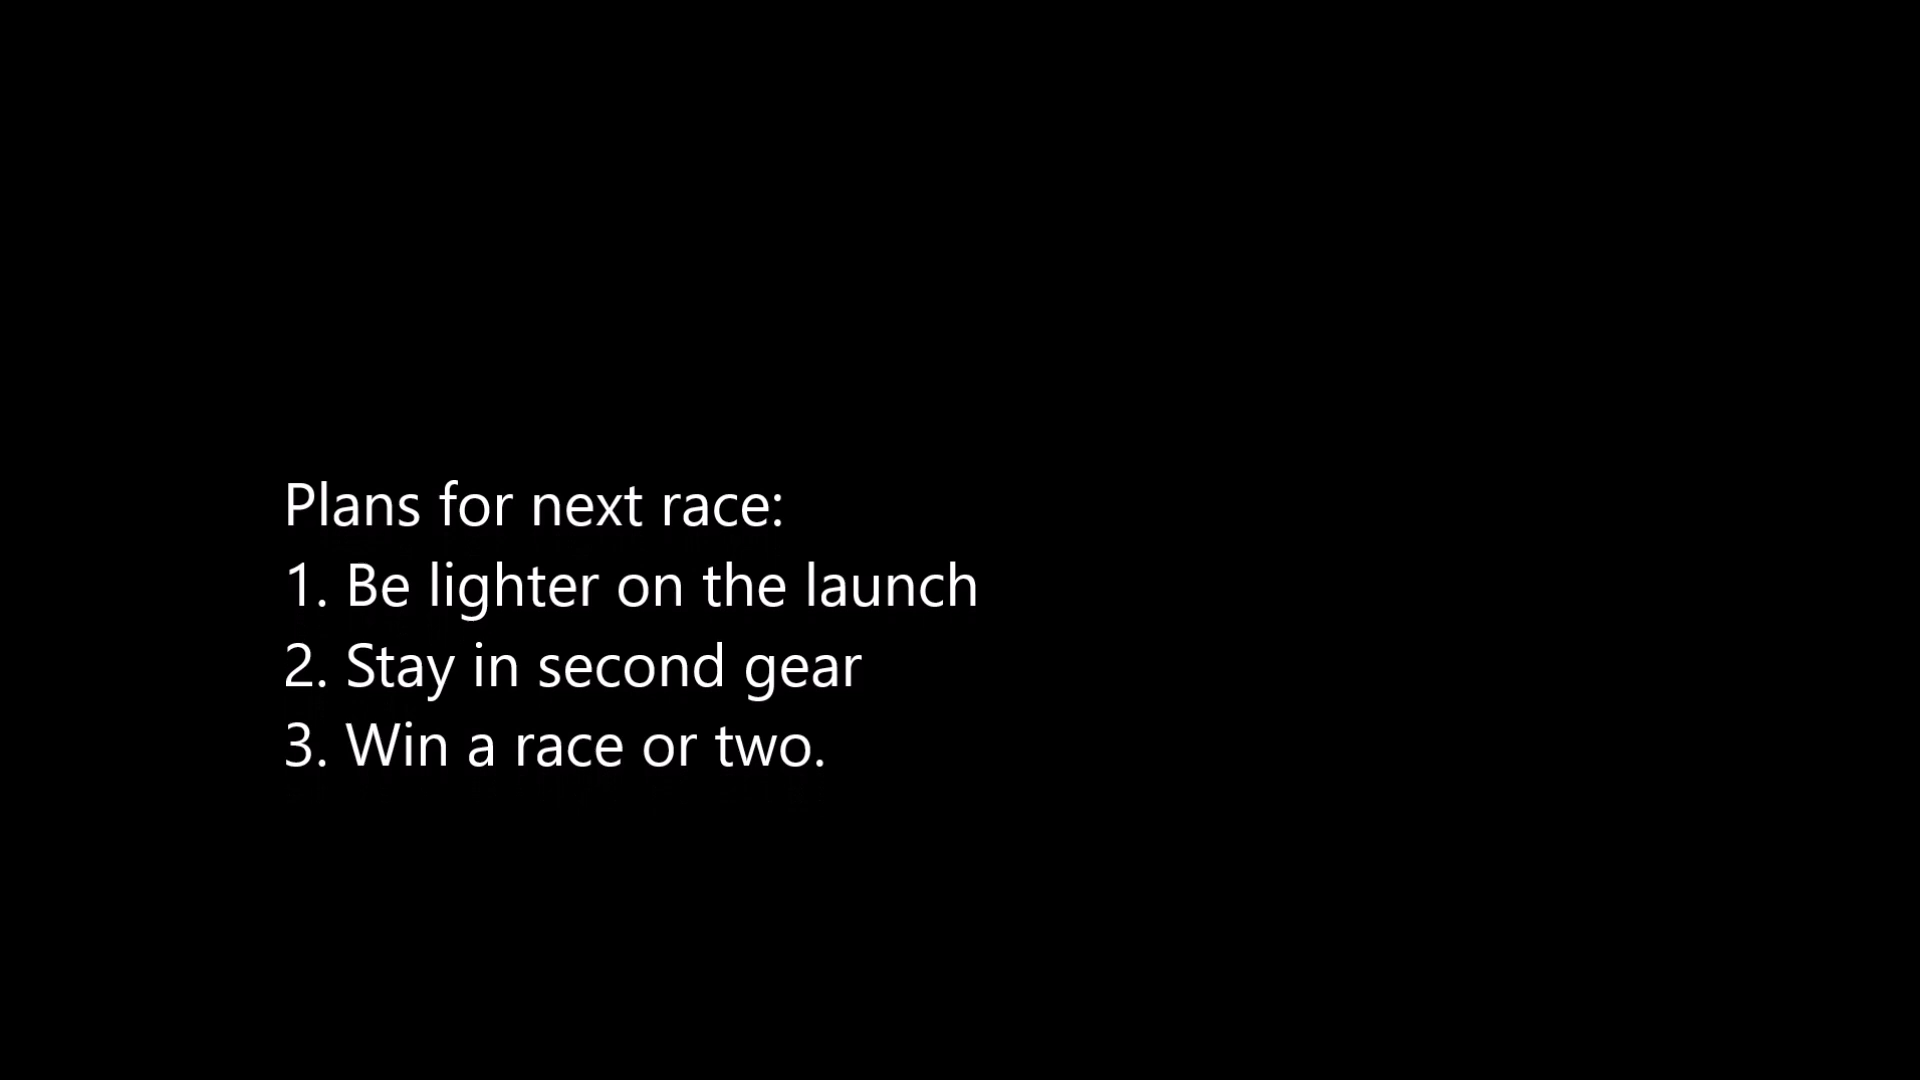 Plans for next race:
1. Be lighter on the launch
2. Stay in second gear
3. Win a race or two.